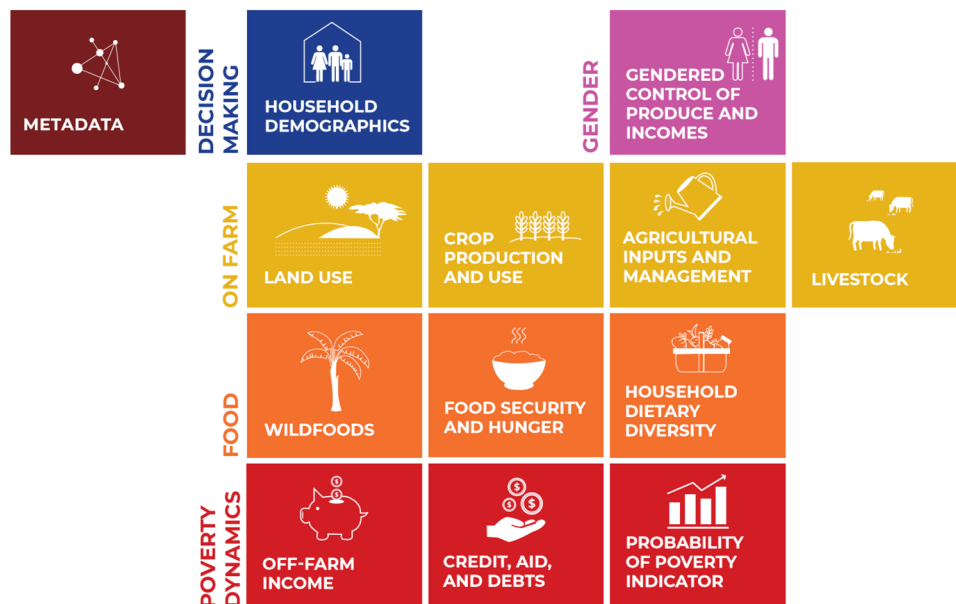 METADATA
DECISION
MAKING
HOUSEHOLD
DEMOGRAPHICS
GENDER
GENDERED
CONTROL OF
PRODUCE AND
INCOMES
ON FARM
LAND USE
CROP
PRODUCTION
AND USE
AGRICULTURAL
INPUTS AND
MANAGEMENT
LIVESTOCK
FOOD
WILDFOODS
FOOD SECURITY
AND HUNGER
HOUSEHOLD
DIETARY
DIVERSITY
POVERTY
DYNAMICS
$
$
OFF-FARM
INCOME
$
$ $
CREDIT, AID,
AND DEBTS
PROBABILITY
OF POVERTY
INDICATOR